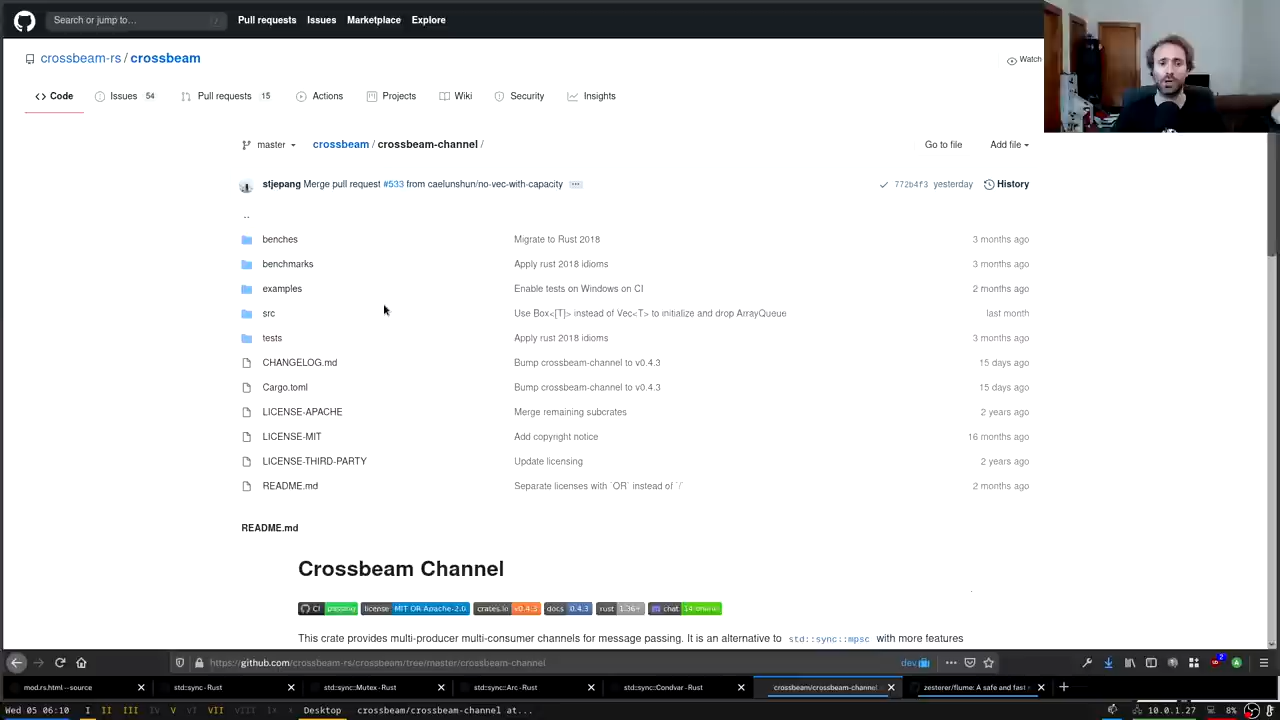 Search or jump to... /
Pull requests Issues Marketplace Explore
crossbeam-rs / crossbeam
Watch
Code Issues 54 Pull requests 15 Actions Projects Wiki Security Insights
master crossbeam / crossbeam-channel / Go to file Add file
stjepang Merge pull request #533 from caelunshun/no-vec-with-capacity 772b4f3 yesterday History
..
benches Migrate to Rust 2018 3 months ago
benchmarks Apply rust 2018 idioms 3 months ago
examples Enable tests on Windows on CI 2 months ago
src Use Box<[T]> instead of Vec<T> to initialize and drop ArrayQueue last month
tests Apply rust 2018 idioms 3 months ago
CHANGELOG.md Bump crossbeam-channel to v0.4.3 15 days ago
Cargo.toml Bump crossbeam-channel to v0.4.3 15 days ago
LICENSE-APACHE Merge remaining subcrates 2 years ago
LICENSE-MIT Add copyright notice 16 months ago
LICENSE-THIRD-PARTY Update licensing 2 years ago
README.md Separate licenses with `OR` instead of `/` 2 months ago
README.md
Crossbeam Channel
CI passing license MIT OR Apache-2.0 crates.io v0.4.3 docs 0.4.3 rust 1.36+ chat
This crate provides multi-producer multi-consumer channels for message passing. It is an alternative to std::sync::mpsc with more features
https://github.com/crossbeam-rs/crossbeam/tree/master/crossbeam-channel dev
mod.rs.html -- source std::sync - Rust std::sync::Mutex - Rust std::sync::Arc - Rust std::sync::Condvar - Rust crossbeam/crossbeam-channel zesterer/flume: A safe and fast
Wed 05 06:10 I II III IV V VI VII VIII IX X Desktop crossbeam/crossbeam-channel at... 10.0.1.27 8%